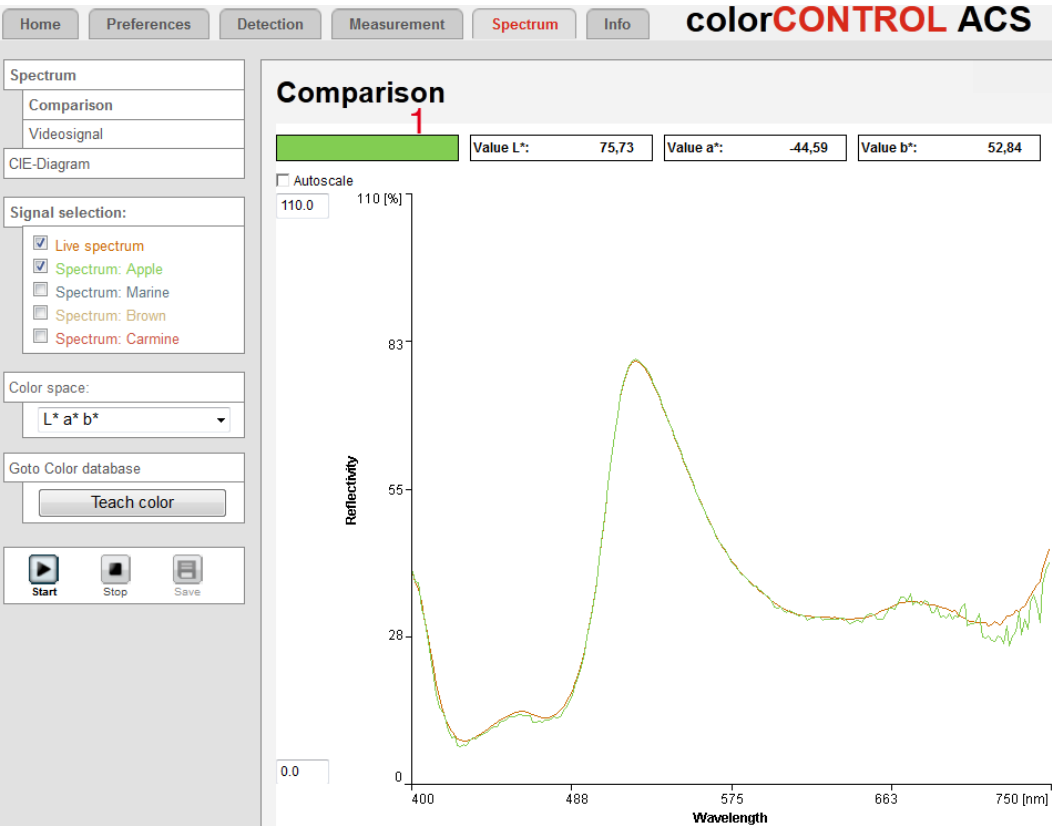 Home
Preferences
Detection
Measurement
Spectrum
Info
colorCONTROL ACS
Spectrum
Comparison
Videosignal
CIE-Diagram
Signal selection:
Live spectrum
Spectrum: Apple
Spectrum: Marine
Spectrum: Brown
Spectrum: Carmine
Color space:
L* a* b*
Goto Color database
Teach color
Start
Stop
Save
Comparison
1
Value L*: 75,73
Value a*: -44,59
Value b*: 52,84
Autoscale
110.0
110 [%]
83
55
28
0
0.0
Reflectivity
400
488
575
663
750 [nm]
Wavelength